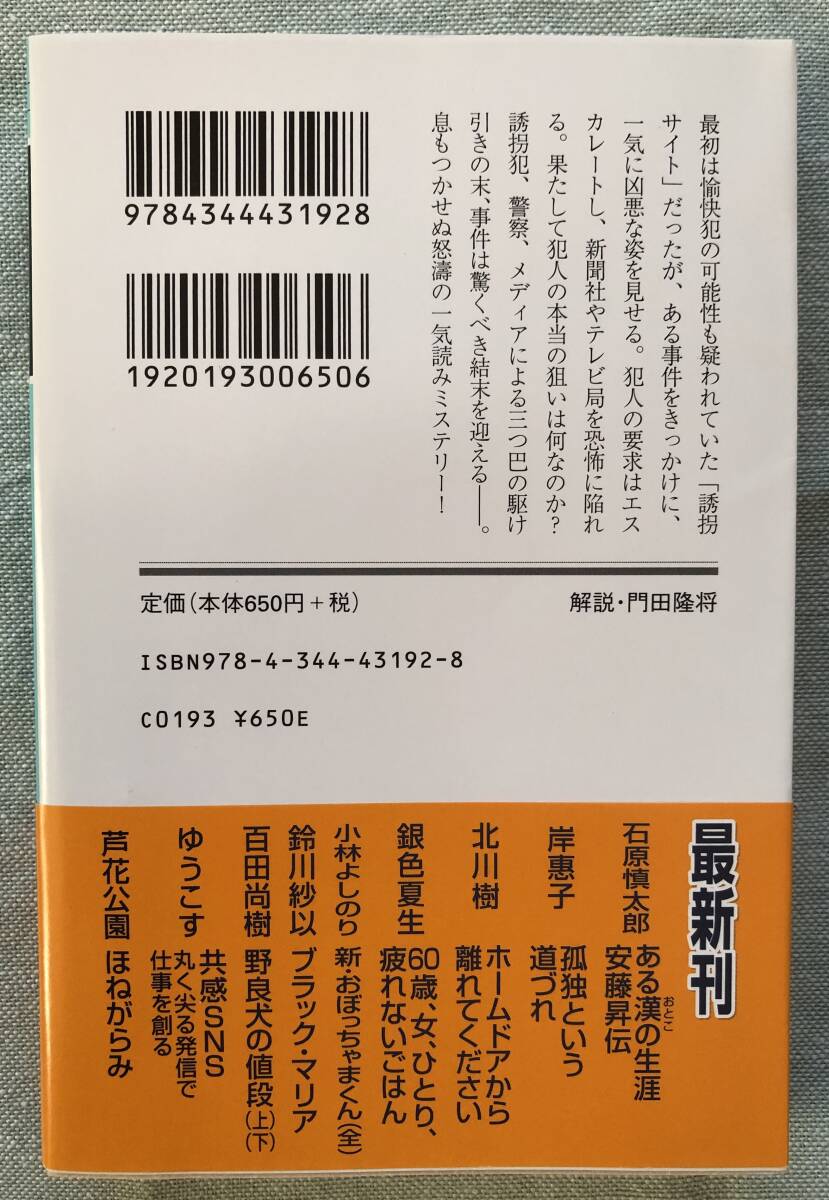 9784344431928
1920193006506
最初は愉快犯の可能性も疑われていた「誘拐
サイト」だったが、ある事件をきっかけに、
一気に凶悪な姿を見せる。犯人の要求はエス
カレートし、新聞社やテレビ局を恐怖に陥れ
る。果たして犯人の本当の狙いは何なのか?
誘拐犯、警察、メディアによる三つ巴の駆け
引きの末、事件は驚くべき結末を迎える――。
息もつかせぬ怒濤の一気読みミステリー!
定価(本体650円+税)
解説・門田隆将
ISBN978-4-344-43192-8
C0193 ¥650E
最新刊
石原慎太郎 ある漢の生涯
おとこ
安藤昇伝
岸惠子 孤独という
道づれ
北川樹 ホームドアから
離れてください
銀色夏生 60歳、女、ひとり、
疲れないごはん
小林よしのり 新・おぼっちゃまくん(全)
鈴川紗以 ブラック・マリア
百田尚樹 野良犬の値段(上)(下)
ゆうこす 共感SNS
丸く尖る発信で
仕事を創る
芦花公園 ほねがらみ